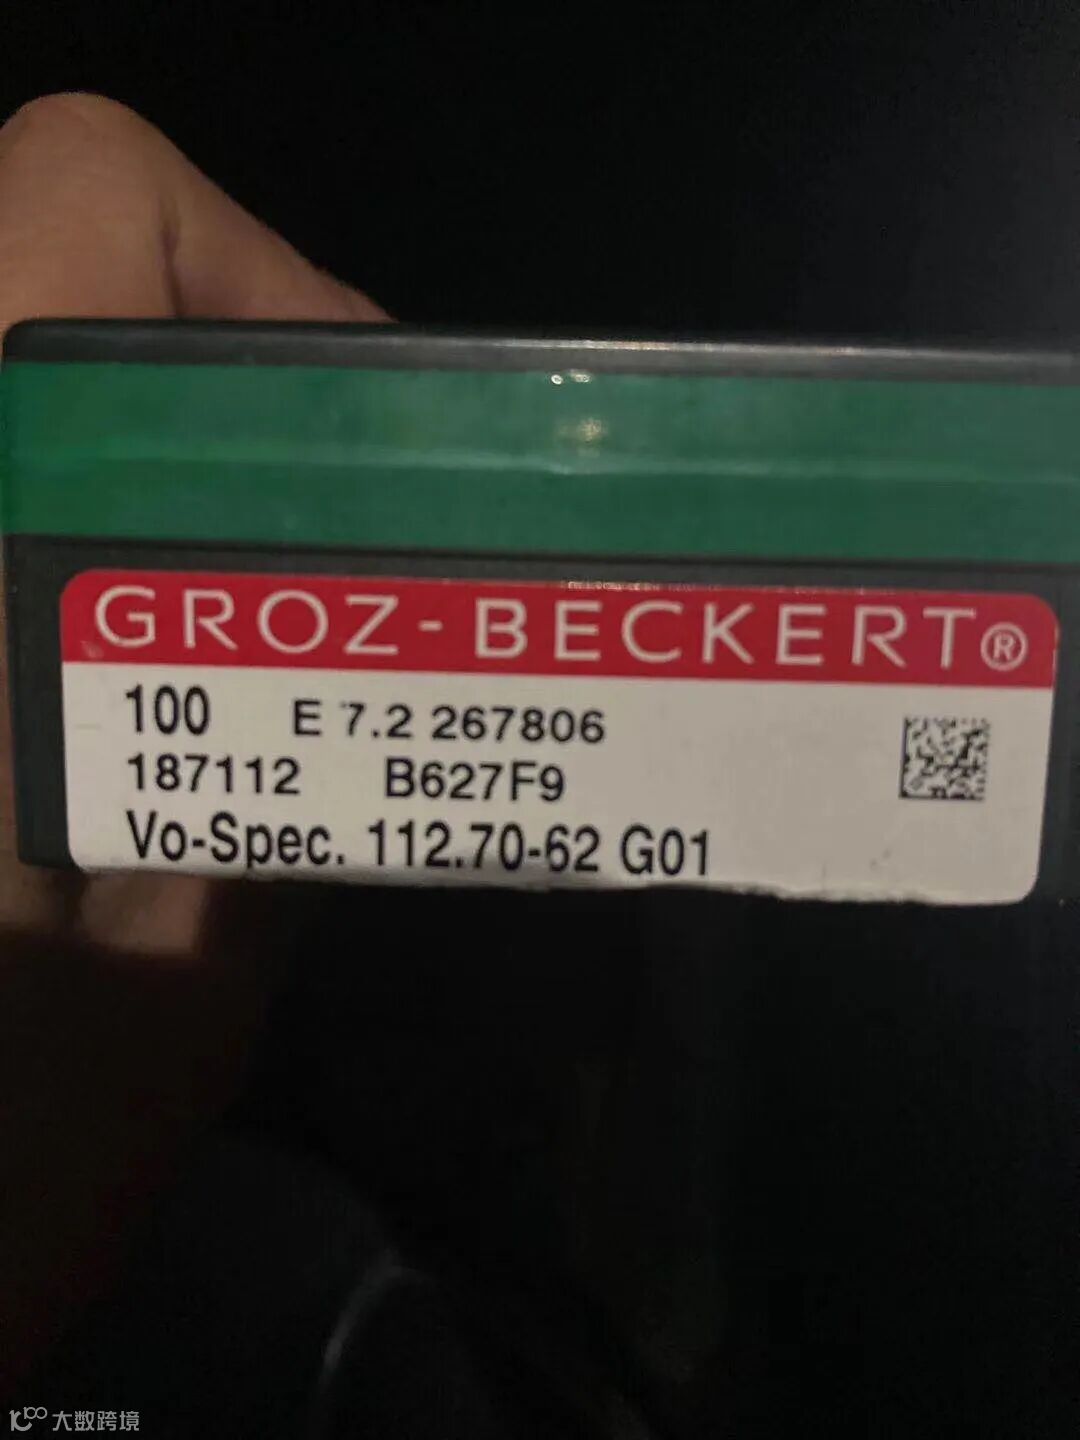 GROZ-BECKERT®
100 E 7.2 267806
187112 B627F9
Vo-Spec. 112.70-62 G01
大数跨境